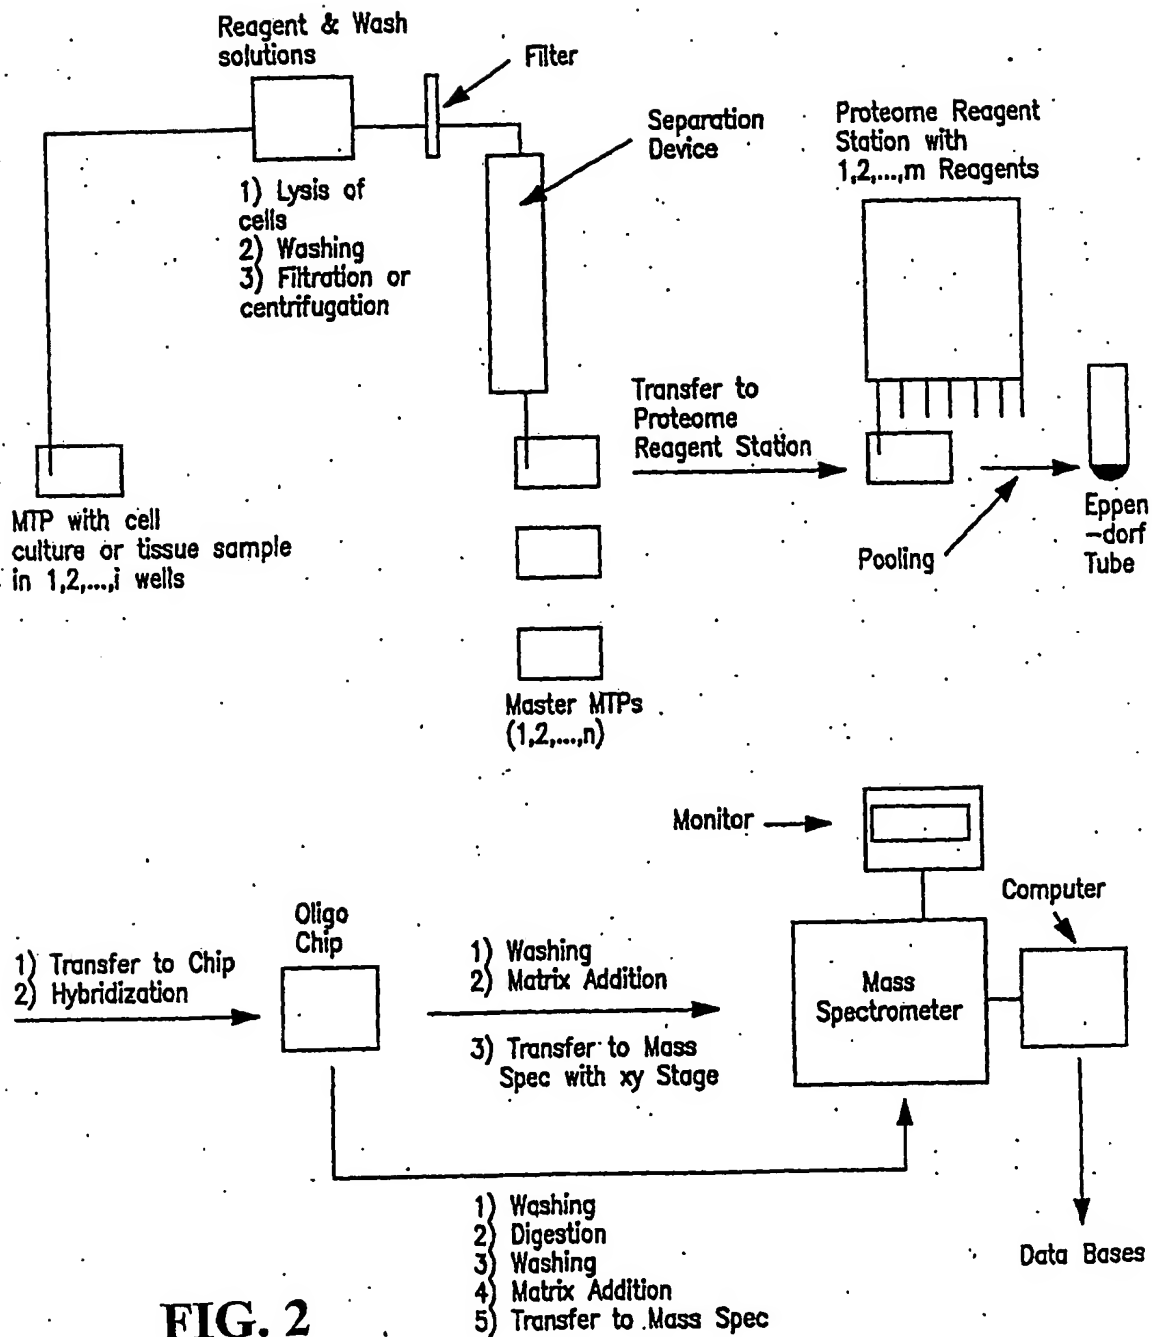 Reagent & Wash
solutions
Filter
Separation
Device
Proteome Reagent
Station with
1,2,...,m Reagents
1) Lysis of
cells
2) Washing
3) Filtration or
centrifugation
Transfer to
Proteome
Reagent Station
MTP with cell
culture or tissue sample
in 1,2,...,i wells
Pooling
Eppen
-dorf
Tube
Master MTPs
(1,2,...,n)
Monitor
Computer
Oligo
Chip
1) Transfer to Chip
2) Hybridization
1) Washing
2) Matrix Addition
3) Transfer to Mass
Spec with xy Stage
Mass
Spectrometer
1) Washing
2) Digestion
3) Washing
4) Matrix Addition
5) Transfer to Mass Spec
Data Bases
FIG. 2